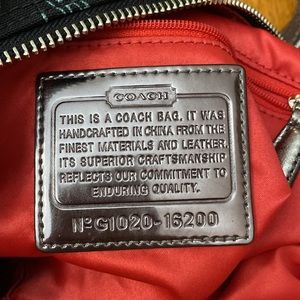 COACH
THIS IS A COACH BAG. IT WAS
HANDCRAFTED IN CHINA FROM THE
FINEST MATERIALS AND LEATHER.
ITS SUPERIOR CRAFTSMANSHIP
REFLECTS OUR COMMITMENT TO
ENDURING QUALITY.
Nº G1020-16200